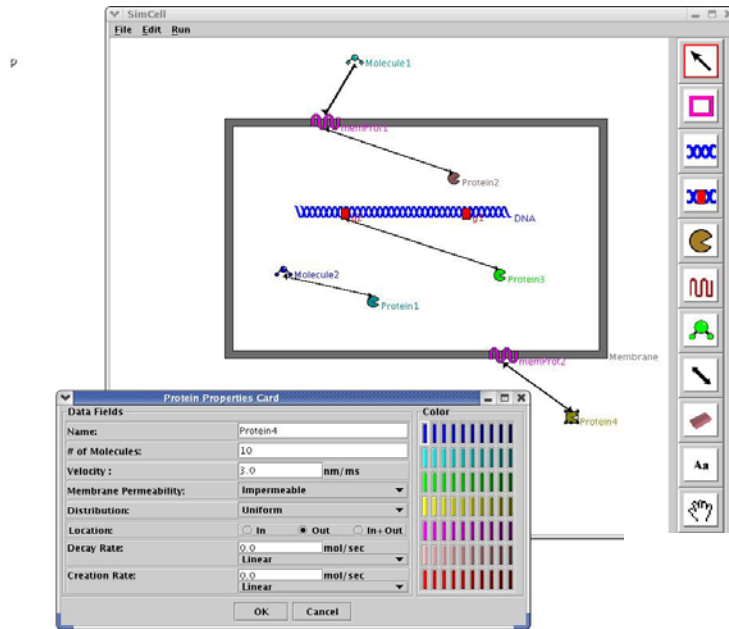 SimCell
File Edit Run
P
Molecule1
memProt1
Protein2
g2
g1
DNA
Molecule2
Protein3
Protein1
Membrane
memProt2
Protein4
Aa
Protein Properties Card
Data Fields
Color
Name: Protein4
# of Molecules: 10
Velocity : 3.0 nm/ms
Membrane Permeability: Impermeable
Distribution: Uniform
Location: In Out In+Out
Decay Rate: 0.0 mol/sec
Linear
Creation Rate: 0.0 mol/sec
Linear
OK Cancel